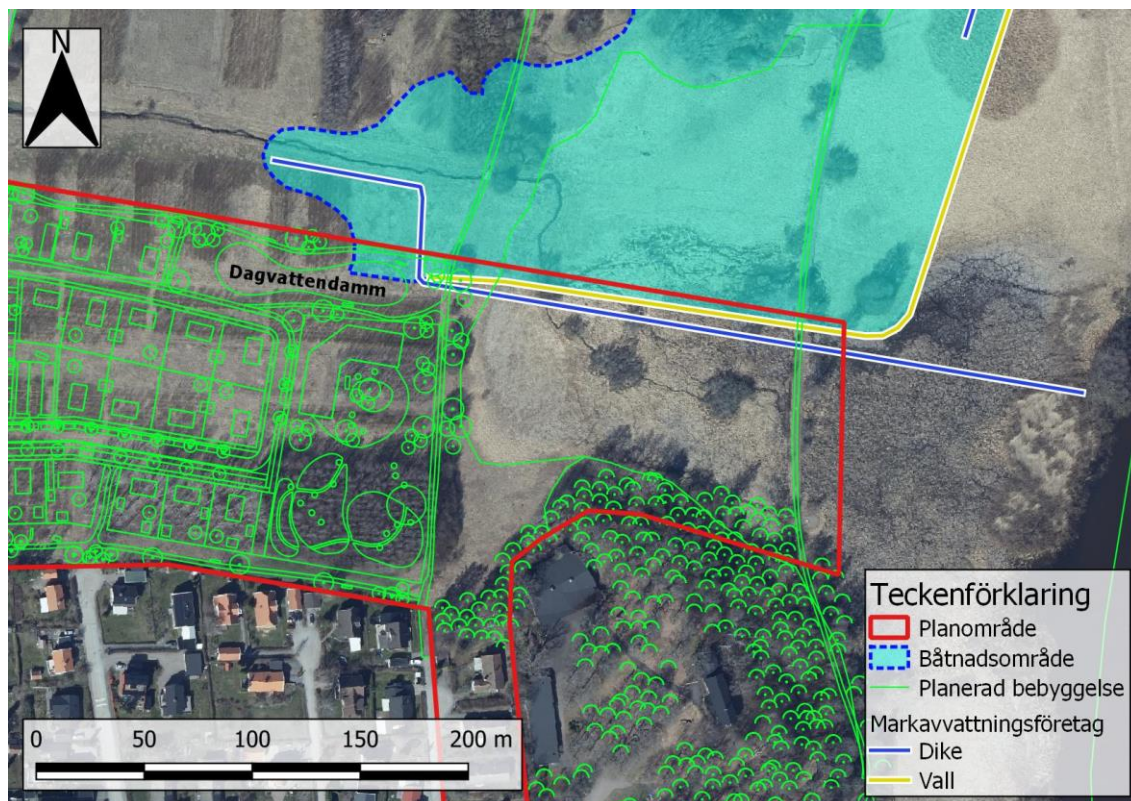 N
Dagvattendamm
Teckenförklaring
Planområde
Båtnadsområde
Planerad bebyggelse
Markavvattningsföretag
Dike
Vall
0 50 100 150 200 m